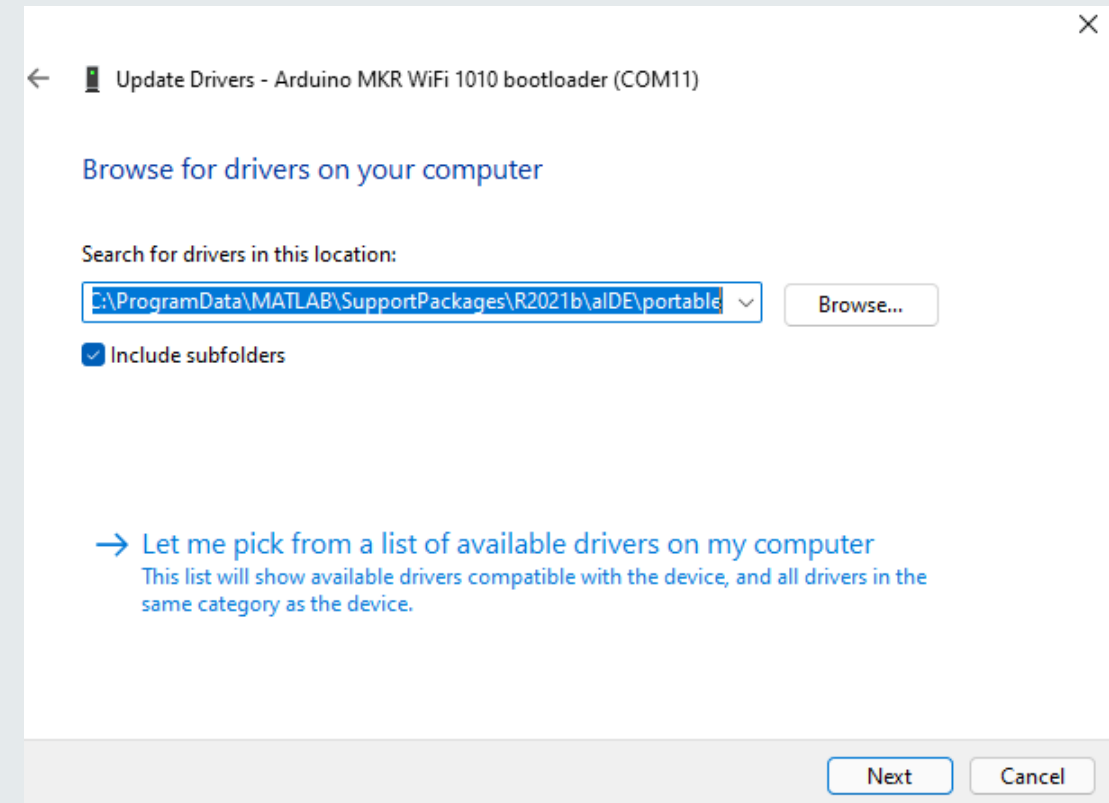 Update Drivers - Arduino MKR WiFi 1010 bootloader (COM11)
Browse for drivers on your computer
Search for drivers in this location:
C:\ProgramData\MATLAB\SupportPackages\R2021b\aIDE\portable
Browse...
Include subfolders
Let me pick from a list of available drivers on my computer
This list will show available drivers compatible with the device, and all drivers in the
same category as the device.
Next
Cancel